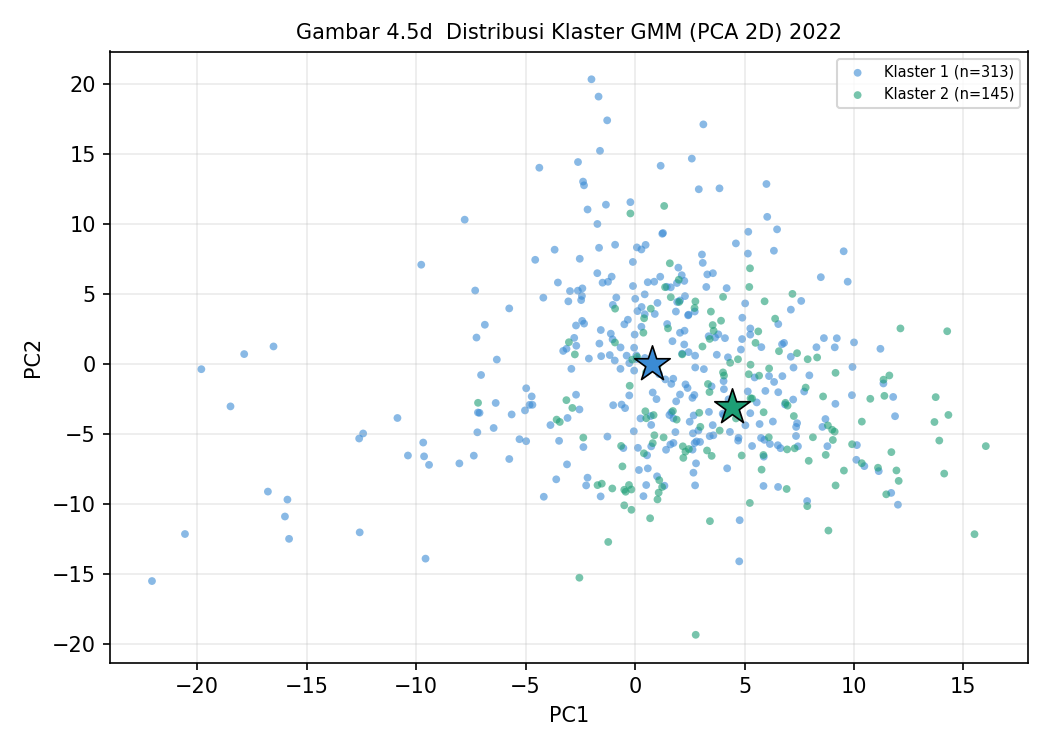 Gambar 4.5d  Distribusi Klaster GMM (PCA 2D) 2022
Klaster 1 (n=313)
Klaster 2 (n=145)
PC2
20
15
10
5
0
−5
−10
−15
−20
−20 −15 −10 −5 0 5 10 15
PC1